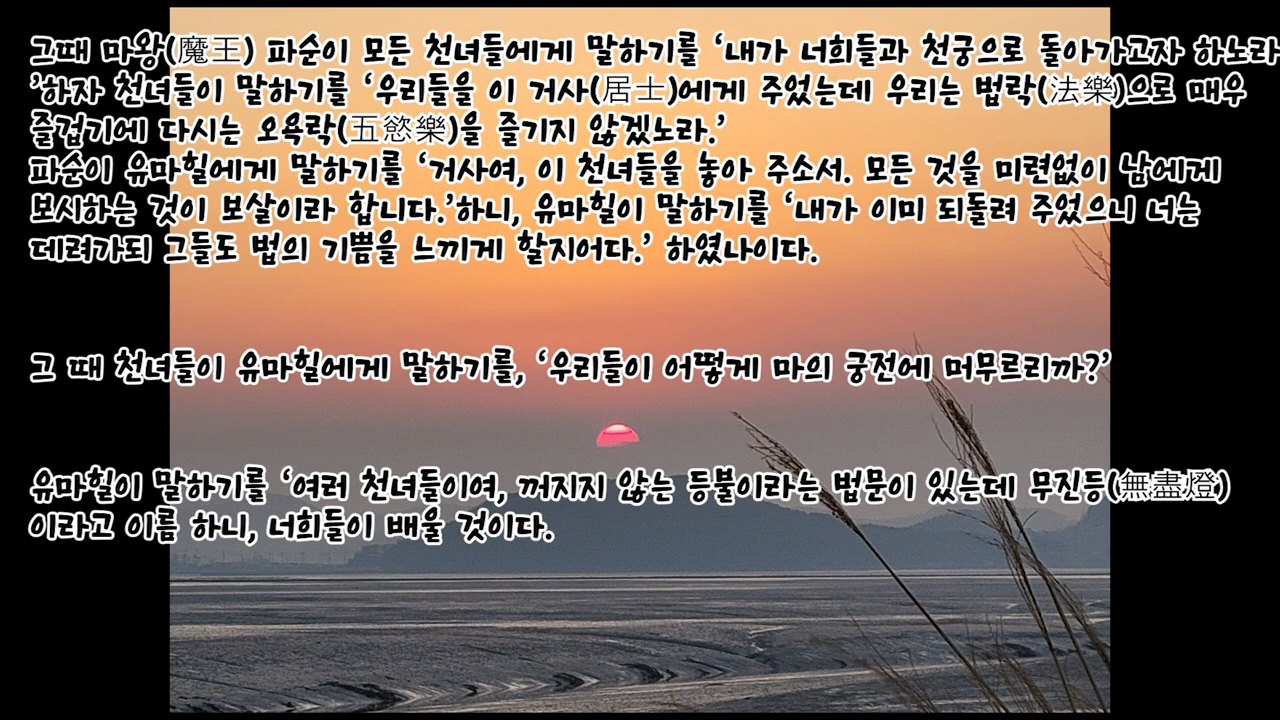 그때 마왕(魔王) 파순이 모든 천녀들에게 말하기를 ‘내가 너희들과 천궁으로 돌아가고자 하노라
’하자 천녀들이 말하기를 ‘우리들을 이 거사(居士)에게 주었는데 우리는 법락(法樂)으로 매우
즐겁기에 다시는 오욕락(五慾樂)을 즐기지 않겠노라.’
파순이 유마힐에게 말하기를 ‘거사여, 이 천녀들을 놓아 주소서. 모든 것을 미련없이 남에게
보시하는 것이 보살이라 합니다.’하니, 유마힐이 말하기를 ‘내가 이미 되돌려 주었으니 너는
데려가되 그들도 법의 기쁨을 느끼게 할지어다.’ 하였나이다.
그 때 천녀들이 유마힐에게 말하기를, ‘우리들이 어떻게 마의 궁전에 머무르리까?’
유마힐이 말하기를 ‘여러 천녀들이여, 꺼지지 않는 등불이라는 법문이 있는데 무진등(無盡燈)
이라고 이름 하니, 너희들이 배울 것이다.